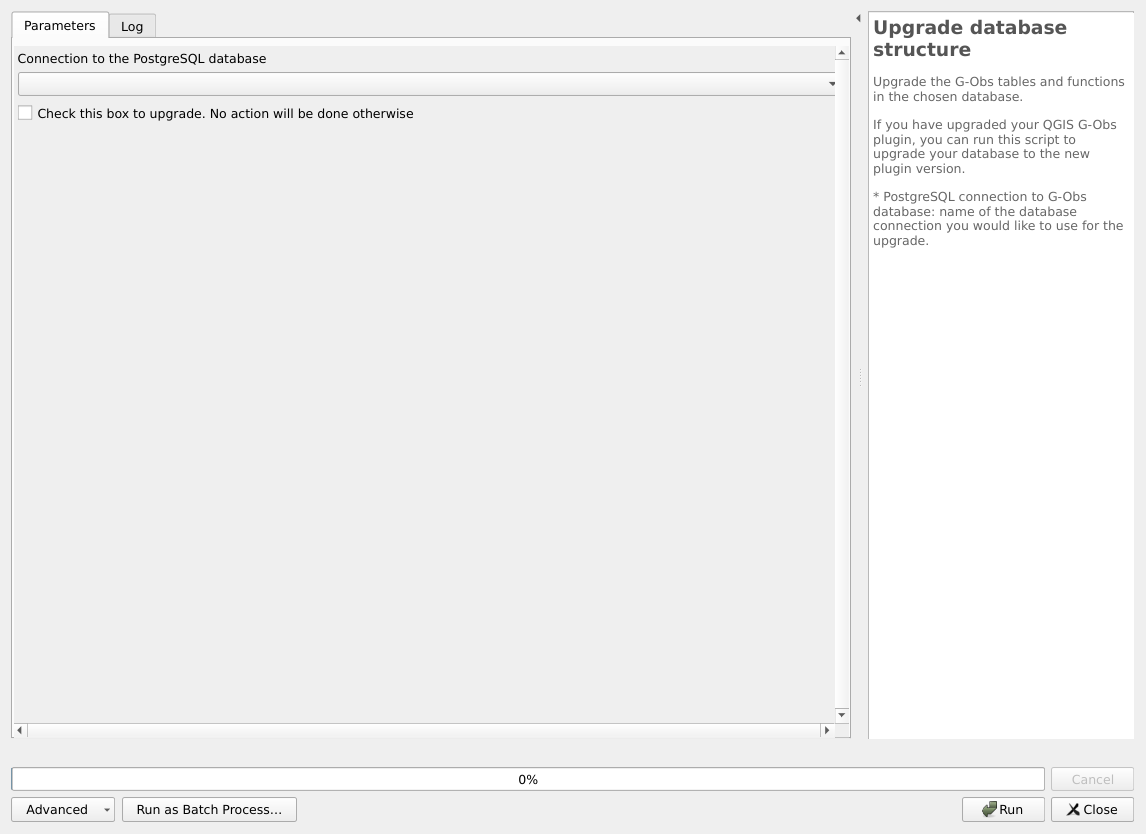 Parameters
Log
Connection to the PostgreSQL database
Check this box to upgrade. No action will be done otherwise
Upgrade database
structure
Upgrade the G-Obs tables and functions
in the chosen database.
If you have upgraded your QGIS G-Obs
plugin, you can run this script to
upgrade your database to the new
plugin version.
* PostgreSQL connection to G-Obs
database: name of the database
connection you would like to use for the
upgrade.
0%
Cancel
Advanced
Run as Batch Process...
Run
Close